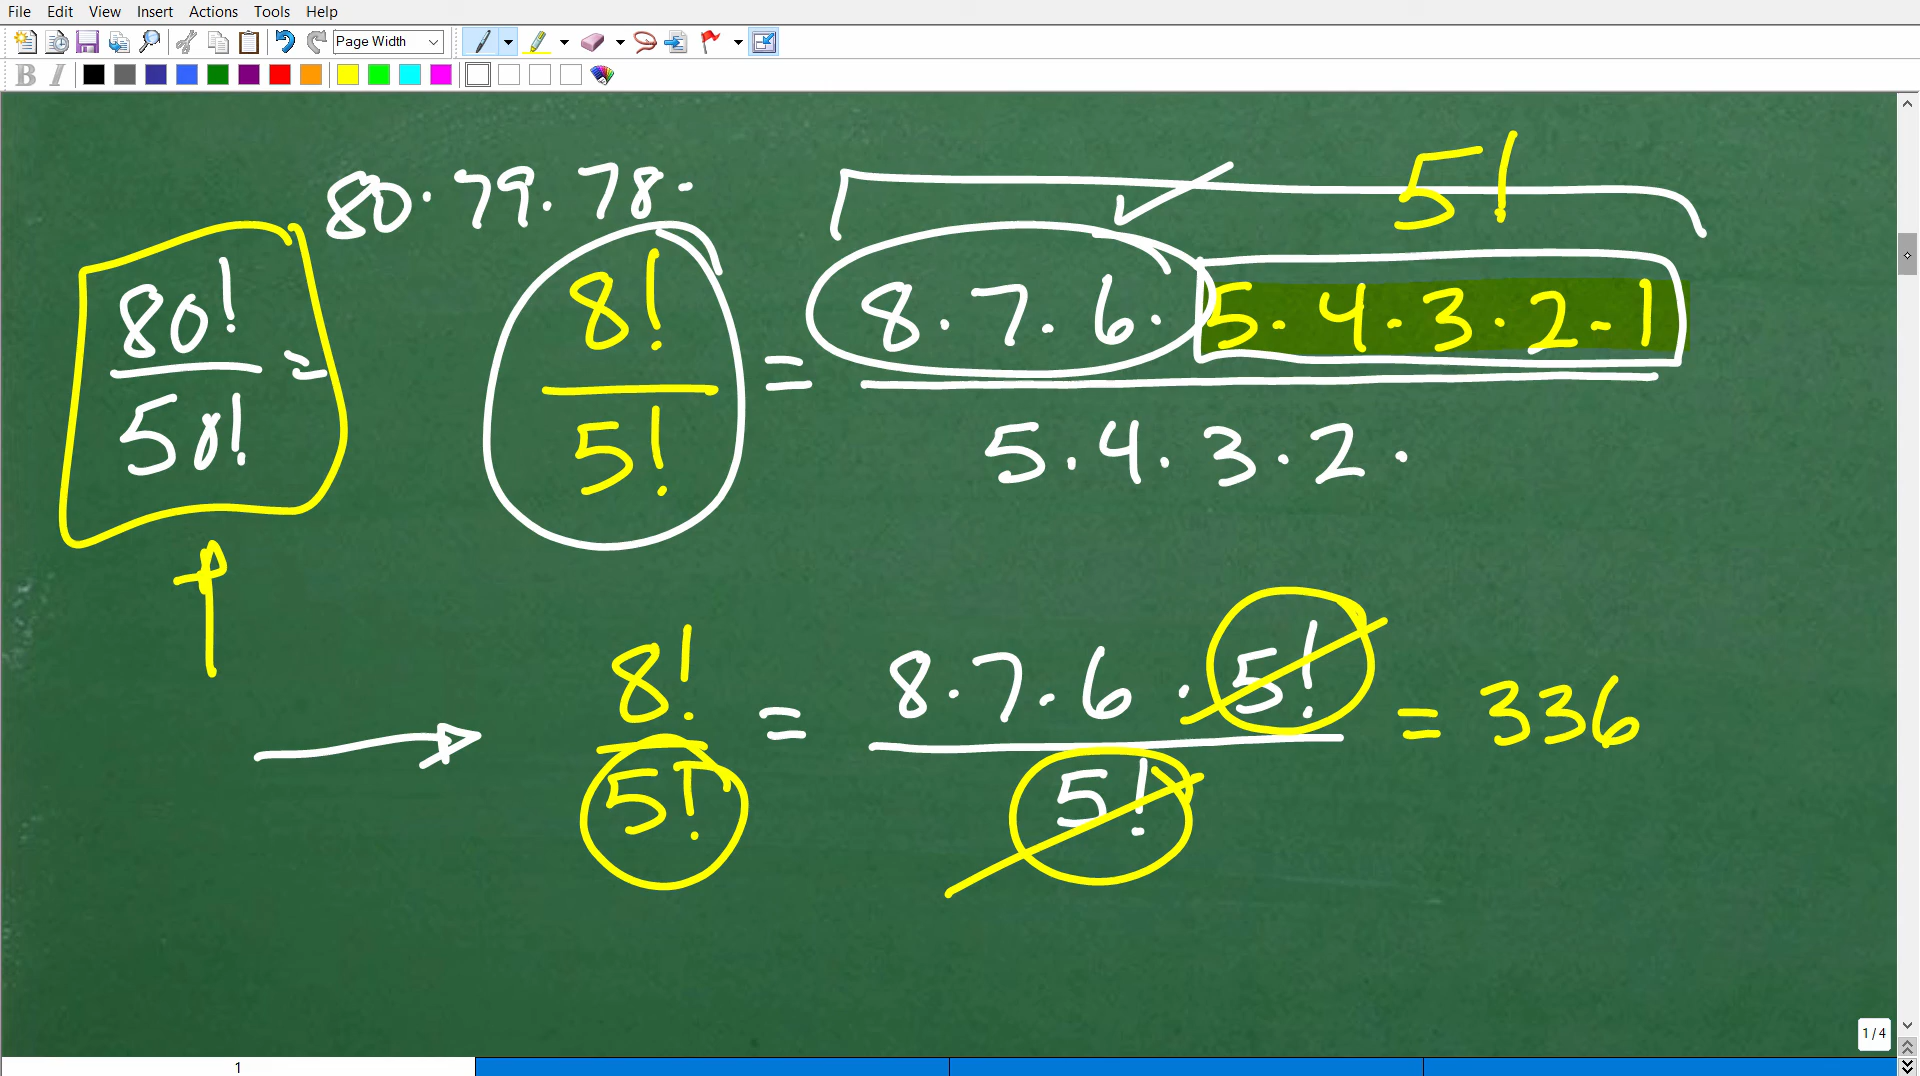 File Edit View Insert Actions Tools Help
Page Width
B I
80·79·78·
5!
80!/50! =
8!/5! = 8·7·6·5·4·3·2·1
5·4·3·2·
8!/5! = 8·7·6·5!/5! = 336
1 / 4
1